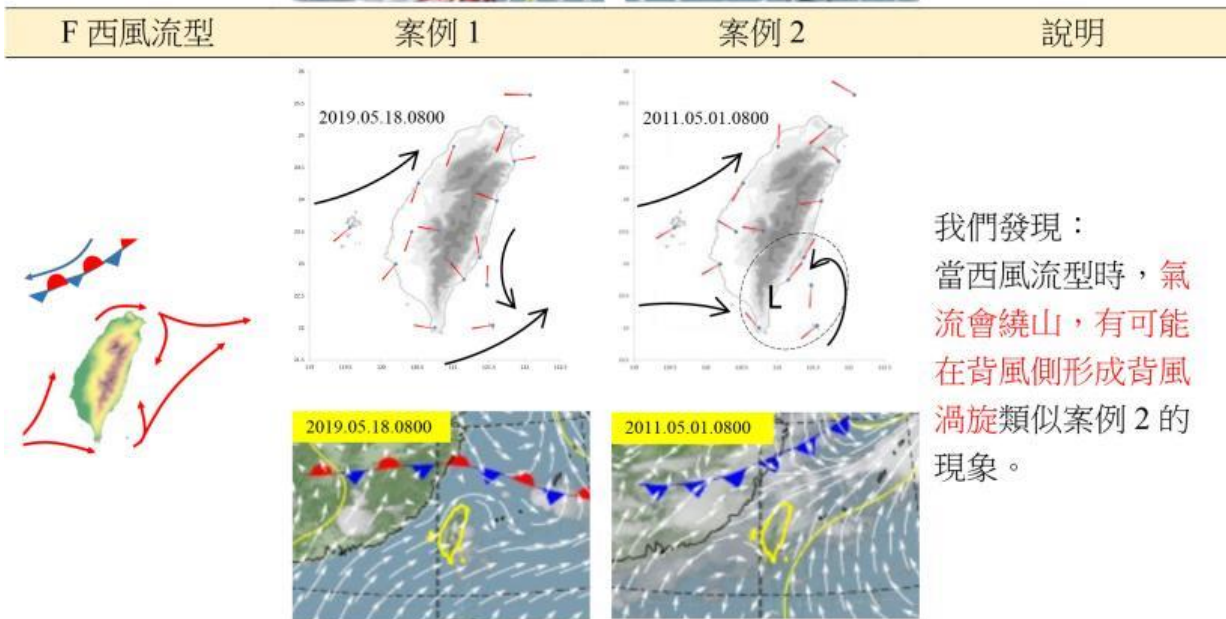 F 西風流型
案例 1
案例 2
說明
2019.05.18.0800
2011.05.01.0800
L
我們發現：
當西風流型時，氣
流會繞山，有可能
在背風側形成背風
渦旋類似案例 2 的
現象。
2019.05.18.0800
2011.05.01.0800